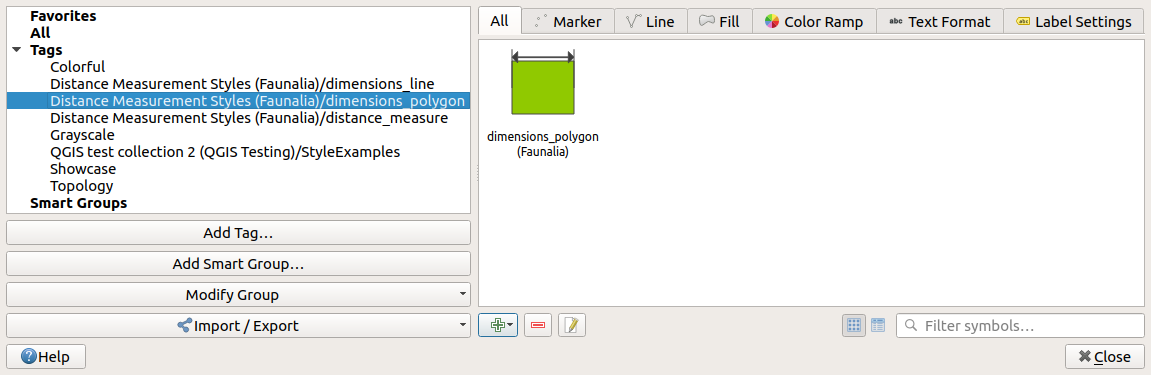 Favorites
All
Tags
Colorful
Distance Measurement Styles (Faunalia)/dimensions_line
Distance Measurement Styles (Faunalia)/dimensions_polygon
Distance Measurement Styles (Faunalia)/distance_measure
Grayscale
QGIS test collection 2 (QGIS Testing)/StyleExamples
Showcase
Topology
Smart Groups
Add Tag…
Add Smart Group…
Modify Group
Import / Export
Help
All
Marker
Line
Fill
Color Ramp
abc Text Format
abc Label Settings
dimensions_polygon
(Faunalia)
Filter symbols…
Close